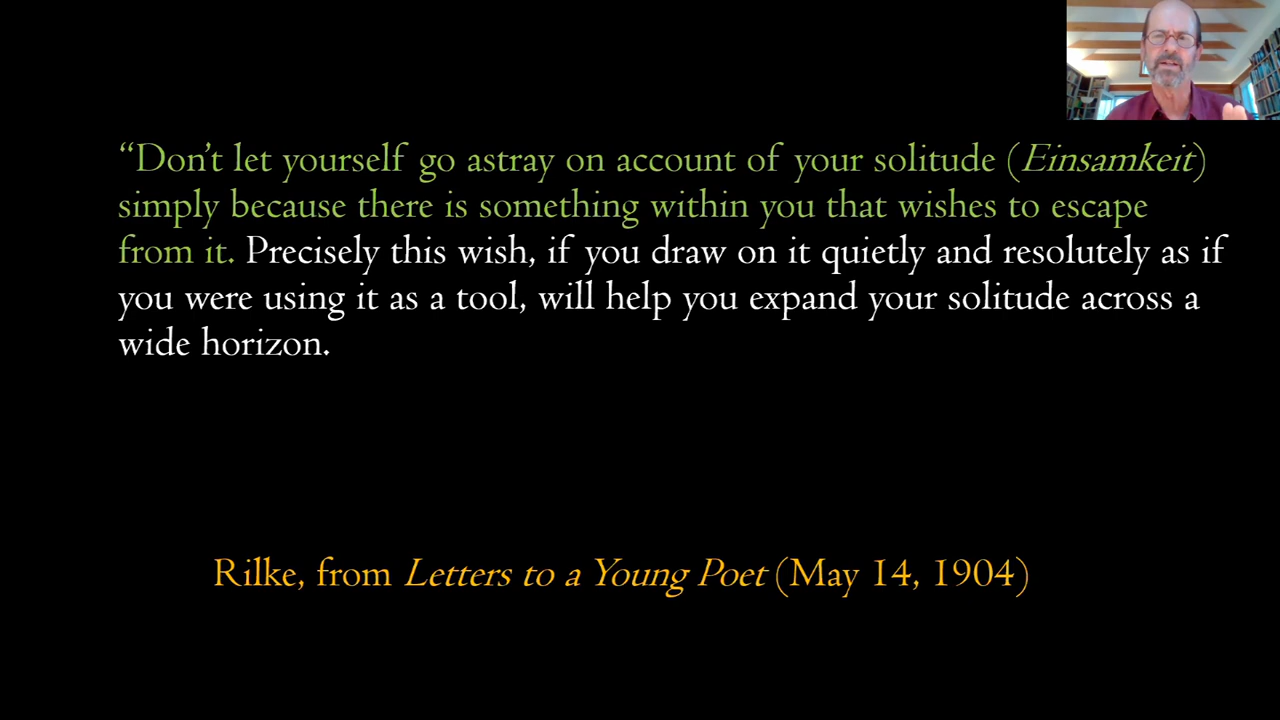 “Don’t let yourself go astray on account of your solitude (Einsamkeit)
simply because there is something within you that wishes to escape
from it. Precisely this wish, if you draw on it quietly and resolutely as if
you were using it as a tool, will help you expand your solitude across a
wide horizon.
Rilke, from Letters to a Young Poet (May 14, 1904)